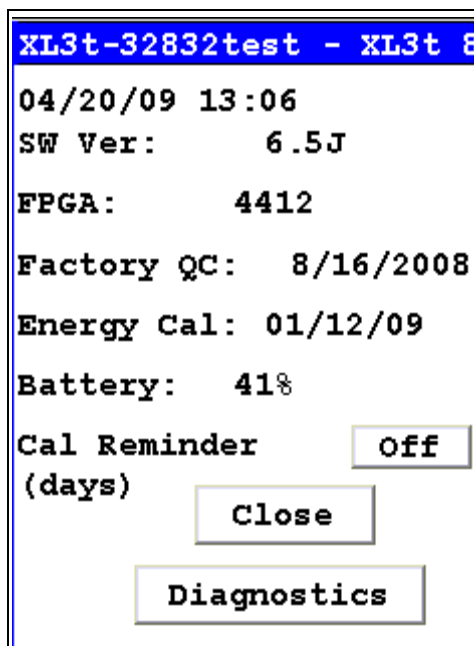 XL3t-32832test - XL3t 8
04/20/09 13:06
SW Ver: 6.5J
FPGA: 4412
Factory QC: 8/16/2008
Energy Cal: 01/12/09
Battery: 41%
Cal Reminder Off
(days)
Close
Diagnostics